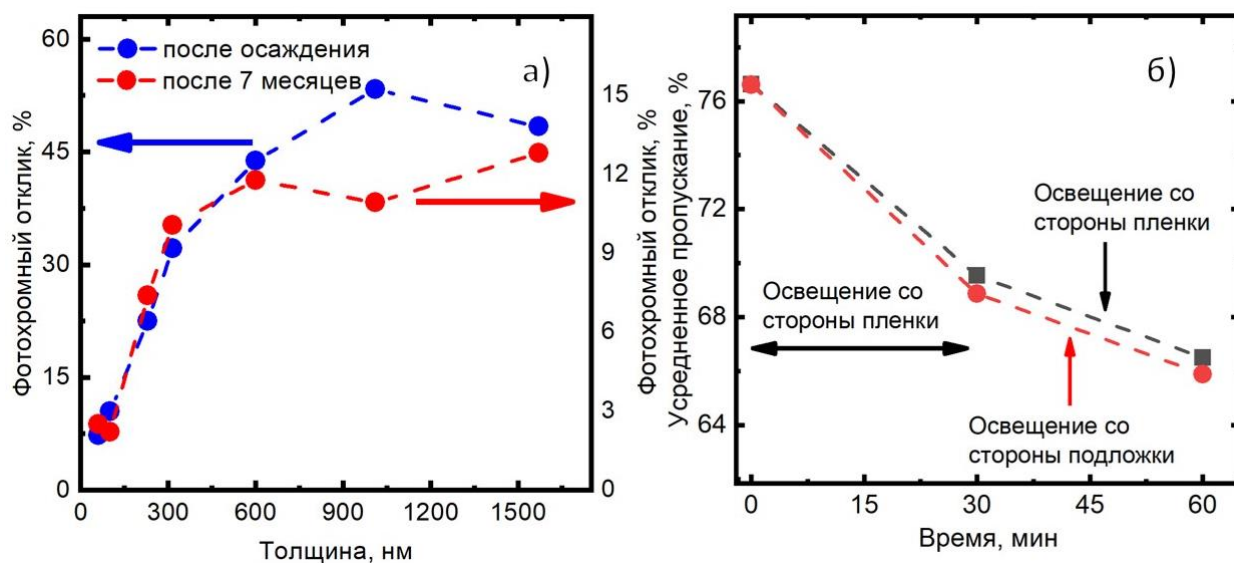 после осаждения
после 7 месяцев
а)
Фотохромный отклик, %
60
45
30
15
0
0
300
600
900
1200
1500
Толщина, нм
15
12
9
6
3
0
Фотохромный отклик, %
б)
Усредненное пропускание, %
76
72
68
64
Освещение со
стороны пленки
Освещение со
стороны пленки
Освещение со
стороны подложки
0
15
30
45
60
Время, мин